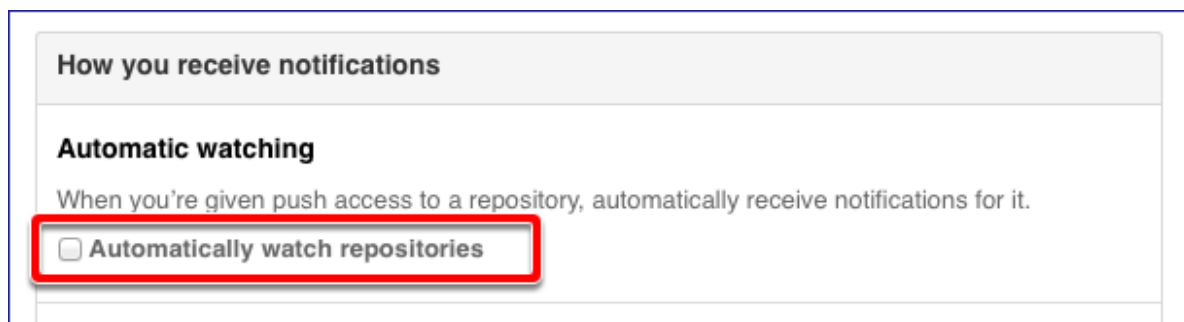 How you receive notifications
Automatic watching
When you’re given push access to a repository, automatically receive notifications for it.
Automatically watch repositories